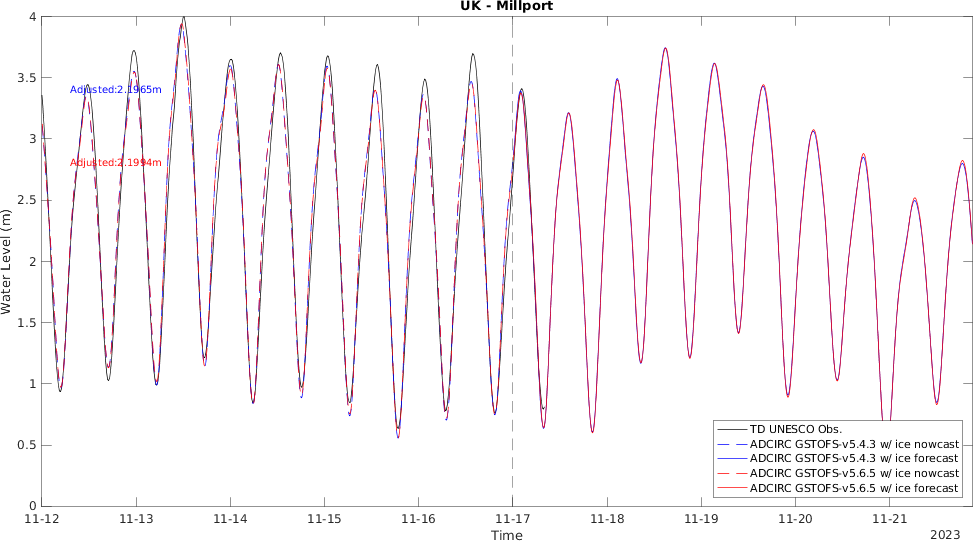 UK - Millport
4
3.5
3
2.5
2
1.5
1
0.5
0
Water Level (m)
Adjusted:2.1965m
Adjusted:2.1994m
TD UNESCO Obs.
ADCIRC GSTOFS-v5.4.3 w/ ice nowcast
ADCIRC GSTOFS-v5.4.3 w/ ice forecast
ADCIRC GSTOFS-v5.6.5 w/ ice nowcast
ADCIRC GSTOFS-v5.6.5 w/ ice forecast
11-12 11-13 11-14 11-15 11-16 11-17 11-18 11-19 11-20 11-21
Time
2023